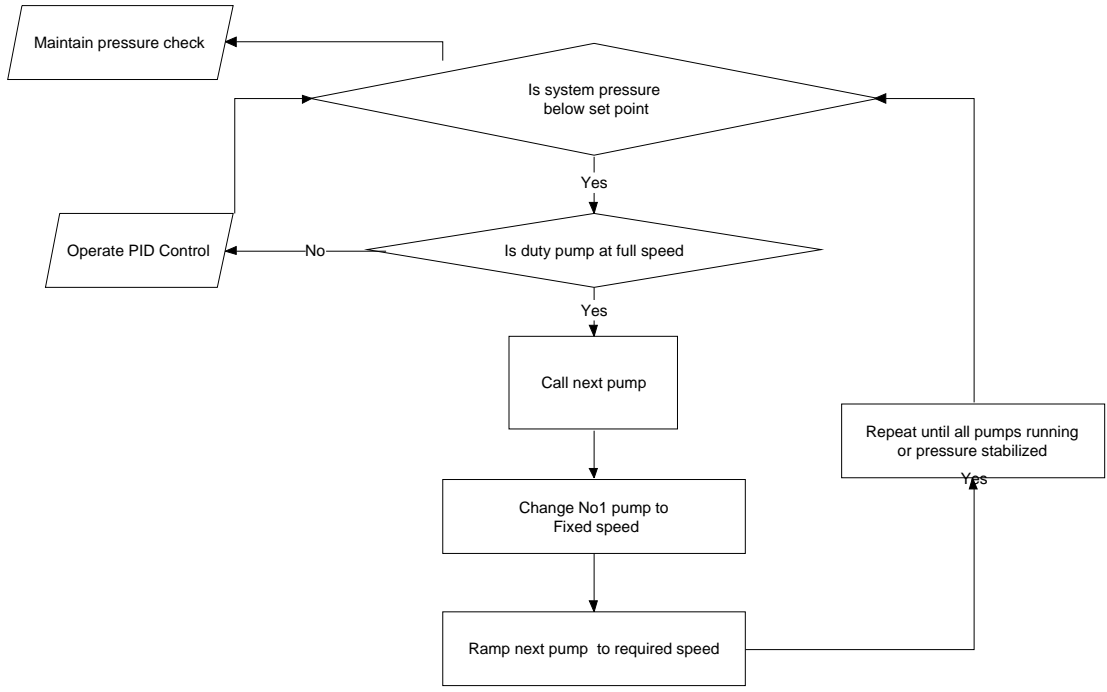 Maintain pressure check
Is system pressure
below set point
Yes
Operate PID Control
No
Is duty pump at full speed
Yes
Call next pump
Repeat until all pumps running
or pressure stabilized
Yes
Change No1 pump to
Fixed speed
Ramp next pump to required speed